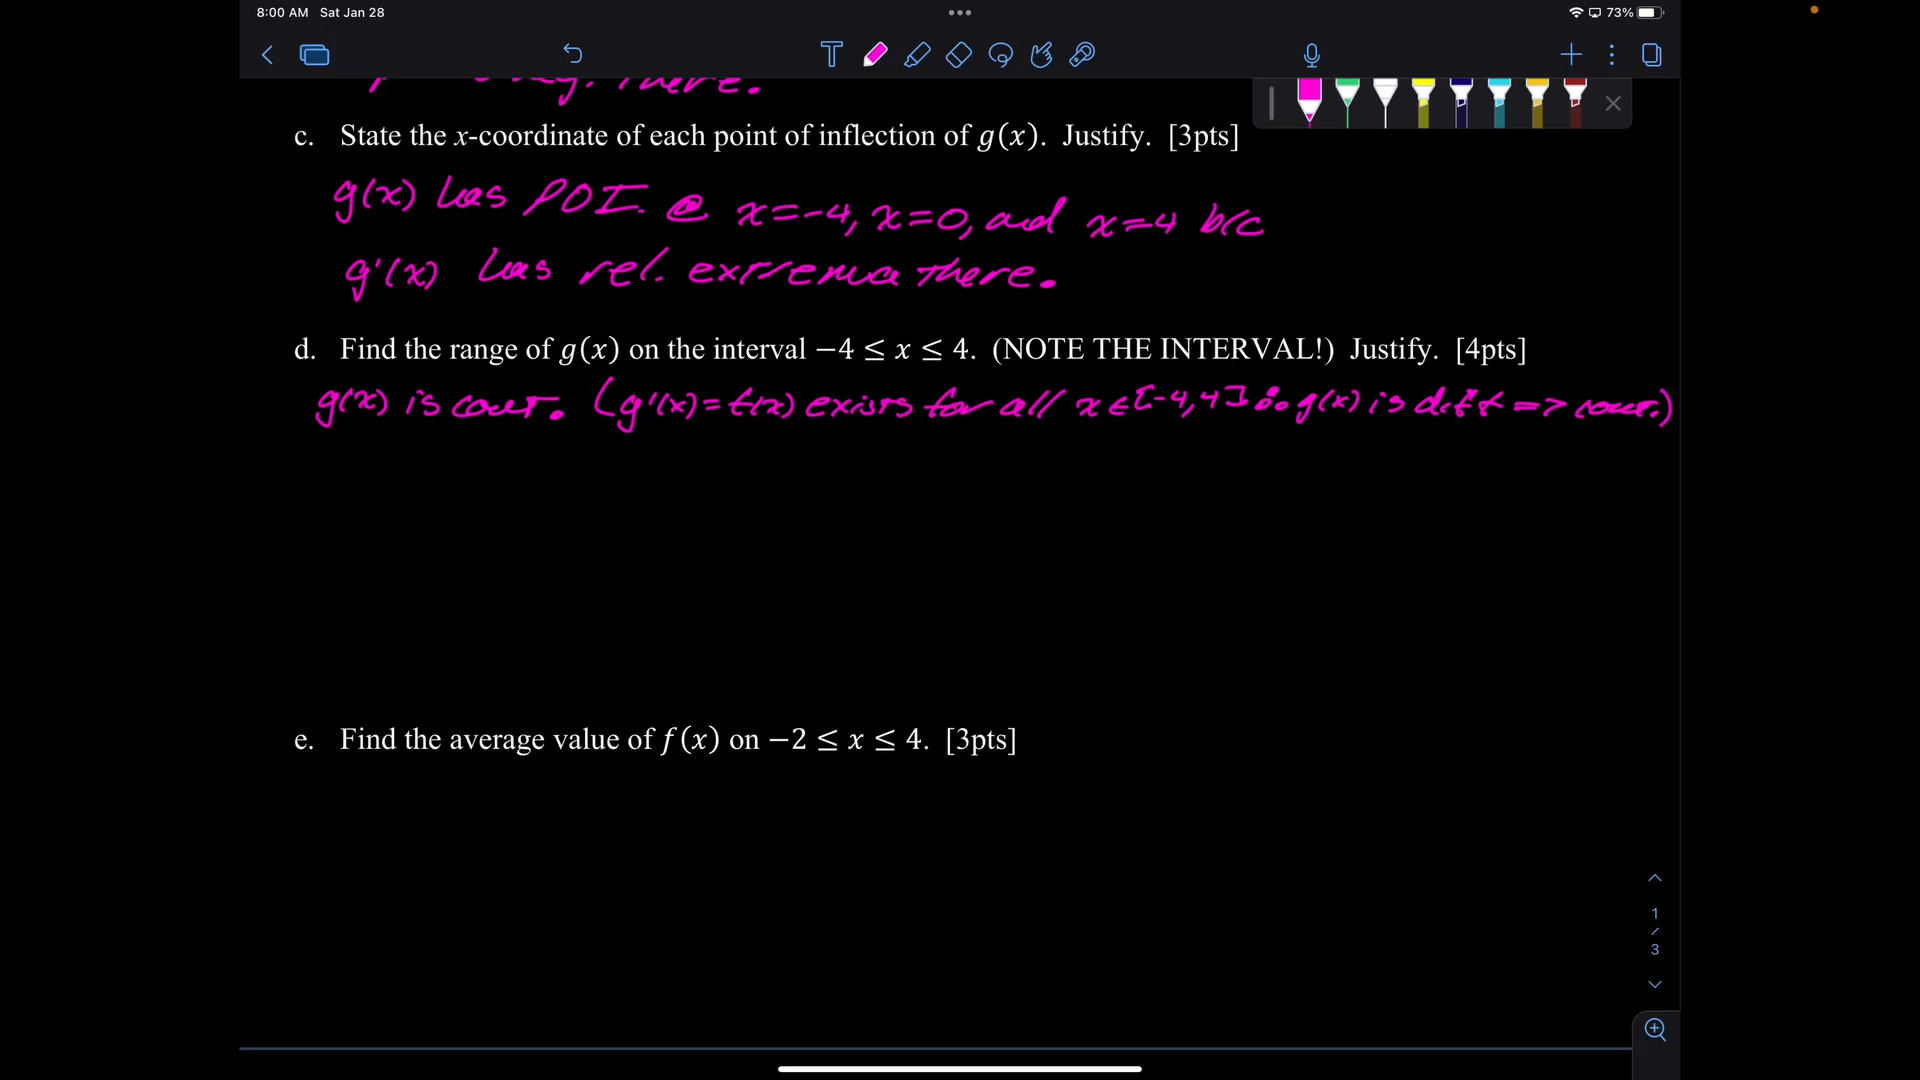 8:00 AM Sat Jan 28
73%
there.
c. State the x-coordinate of each point of inflection of g(x). Justify. [3pts]
g(x) has POI. @ x=-4, x=0, and x=4 b/c
g'(x) has rel. extrema there.
d. Find the range of g(x) on the interval −4 ≤ x ≤ 4. (NOTE THE INTERVAL!) Justify. [4pts]
g(x) is cont. (g'(x)=f(x) exists for all x∈[-4,4] ∴ g(x) is diff => cont.)
e. Find the average value of f(x) on −2 ≤ x ≤ 4. [3pts]
1
/
3